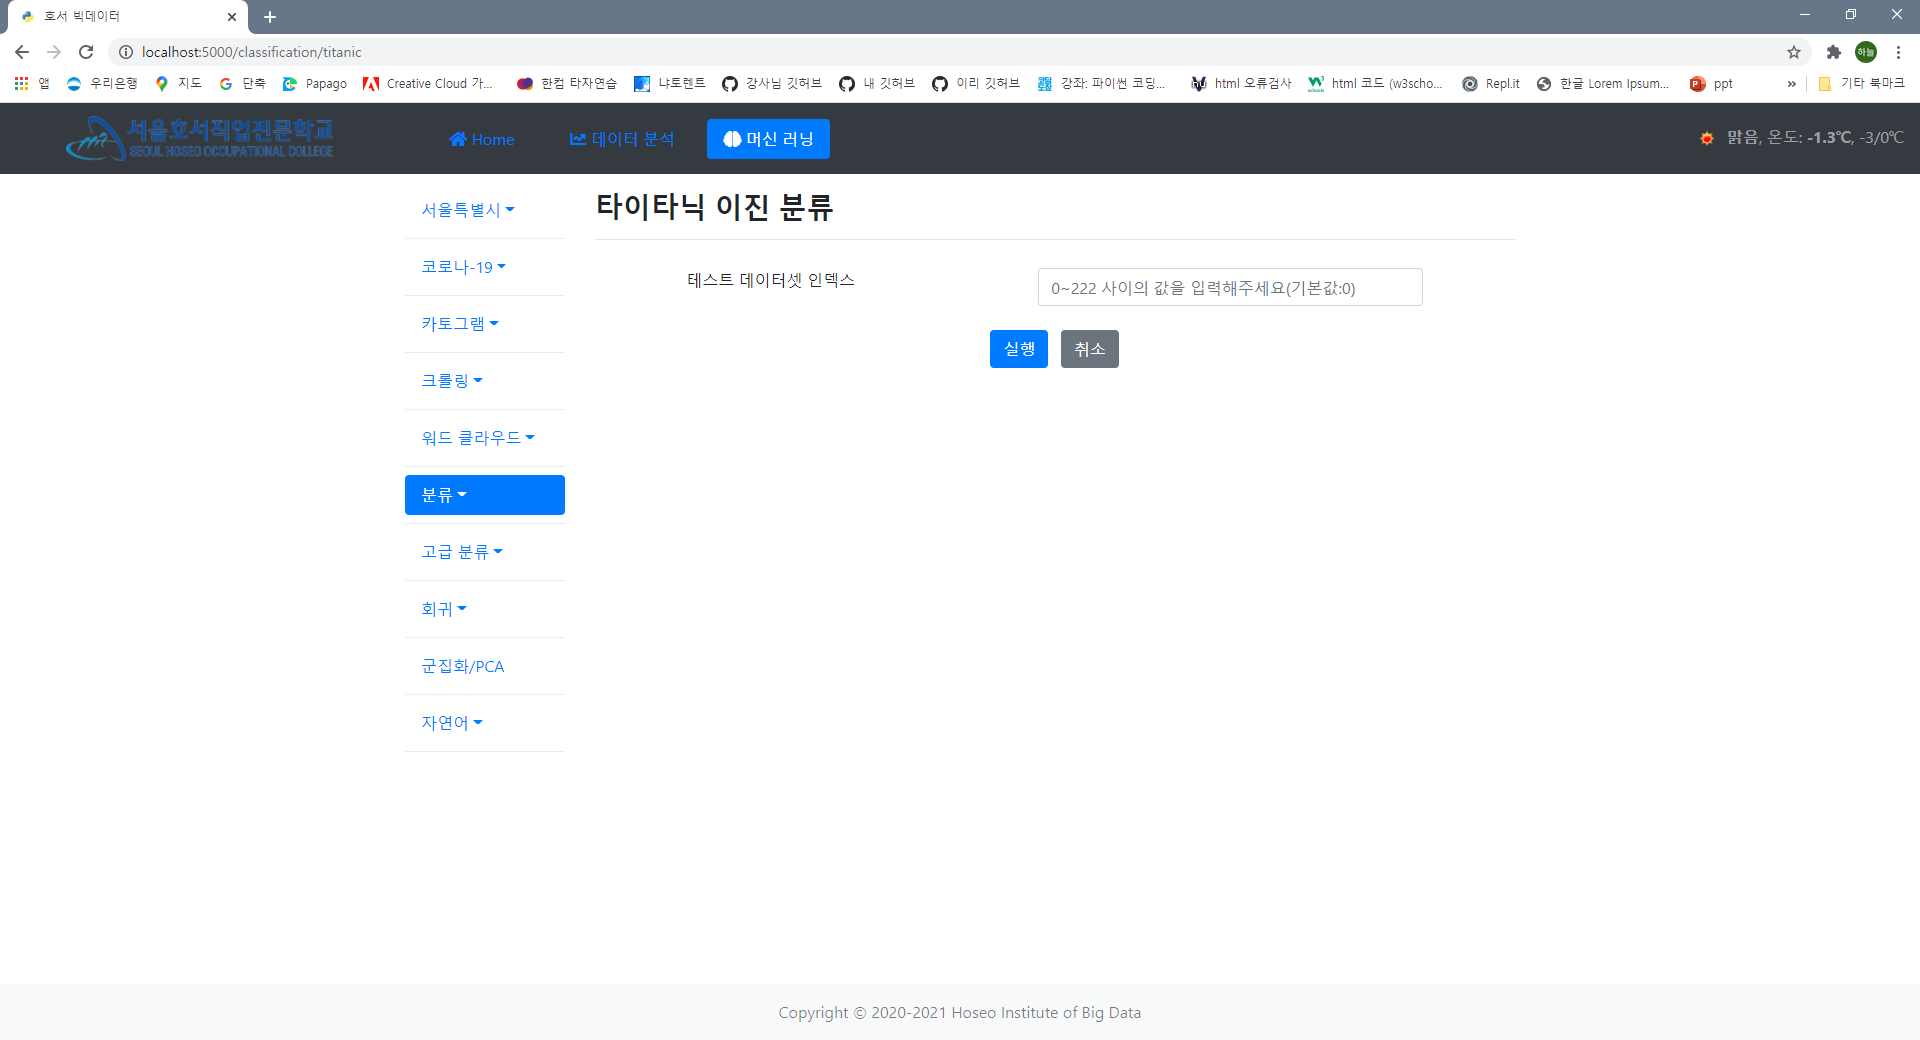 호서 빅데이터
localhost:5000/classification/titanic
하늘
앱 우리은행 지도 단축 Papago Creative Cloud 가... 한컴 타자연습 냐토렌트 강사님 깃허브 내 깃허브 이리 깃허브 강좌: 파이썬 코딩... html 오류검사 html 코드 (w3scho... Repl.it 한글 Lorem Ipsum... ppt » 기타 북마크
서울호서직업전문학교
SEOUL HOSEO OCCUPATIONAL COLLEGE
Home 데이터 분석 머신 러닝
맑음, 온도: -1.3℃, -3/0℃
서울특별시
코로나-19
카토그램
크롤링
워드 클라우드
분류
고급 분류
회귀
군집화/PCA
자연어
타이타닉 이진 분류
테스트 데이터셋 인덱스
0~222 사이의 값을 입력해주세요(기본값:0)
실행 취소
Copyright © 2020-2021 Hoseo Institute of Big Data